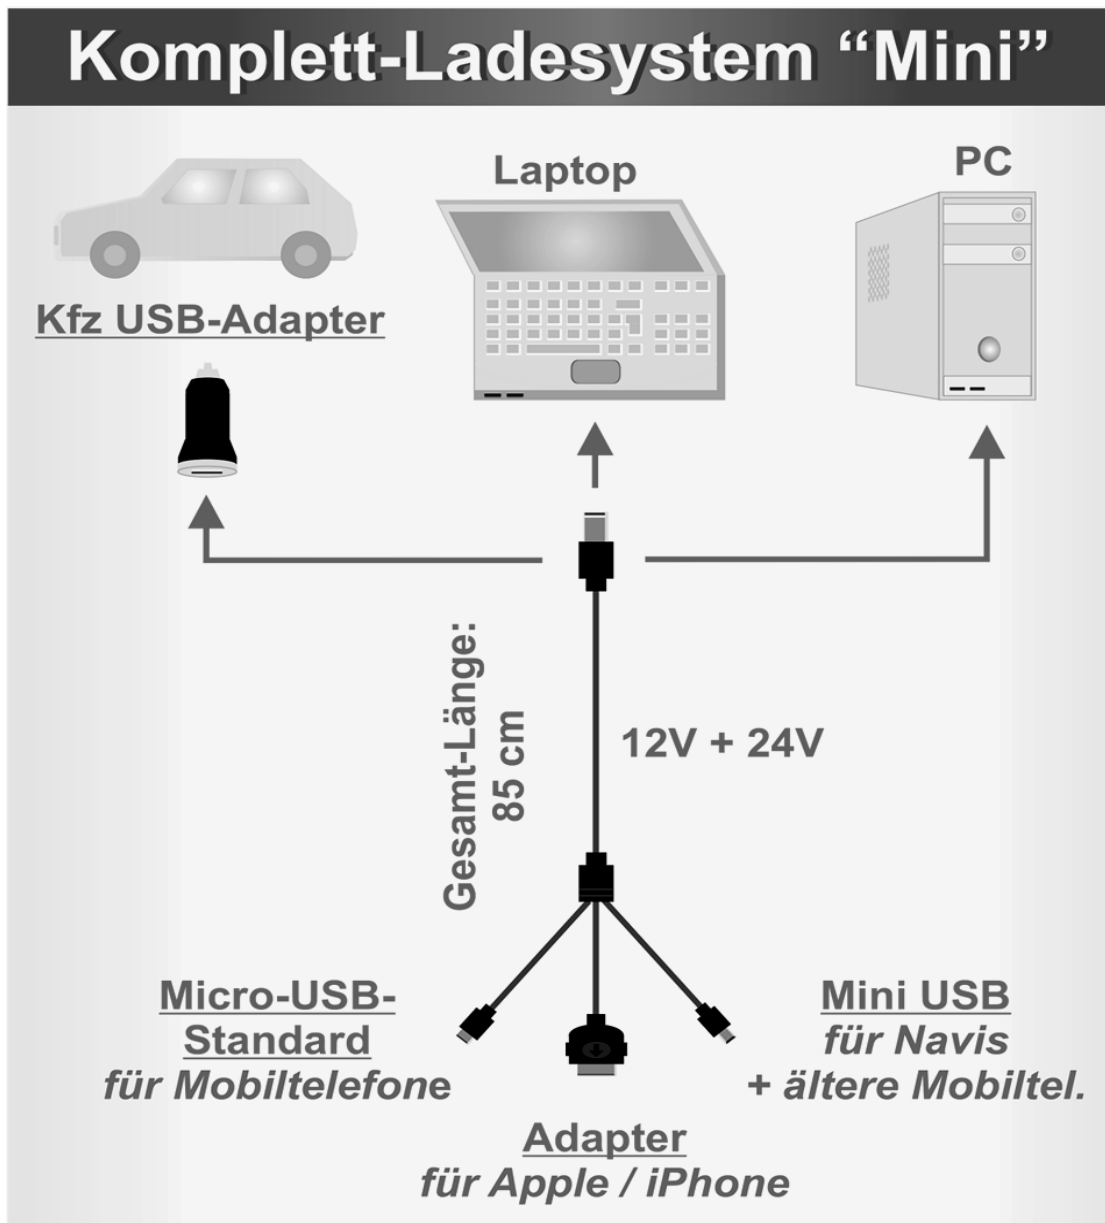 Komplett-Ladesystem “Mini”
Laptop
PC
Kfz USB-Adapter
Gesamt-Länge:
85 cm
12V + 24V
Micro-USB-
Standard
für Mobiltelefone
Mini USB
für Navis
+ ältere Mobiltel.
Adapter
für Apple / iPhone